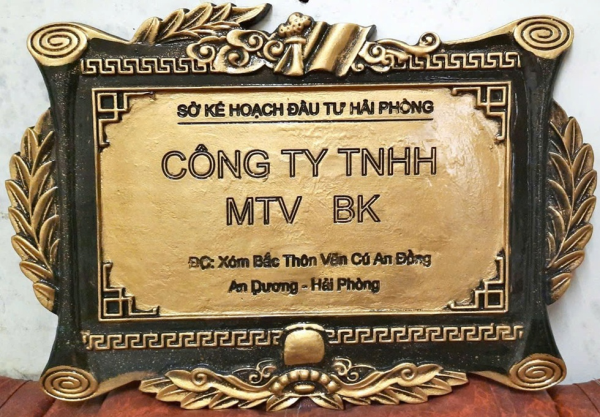 SỞ KẾ HOẠCH ĐẦU TƯ HẢI PHÒNG
CÔNG TY TNHH
MTV BK
ĐC: Xóm Bắc Thôn Văn Cú An Đồng
An Dương - Hải Phòng